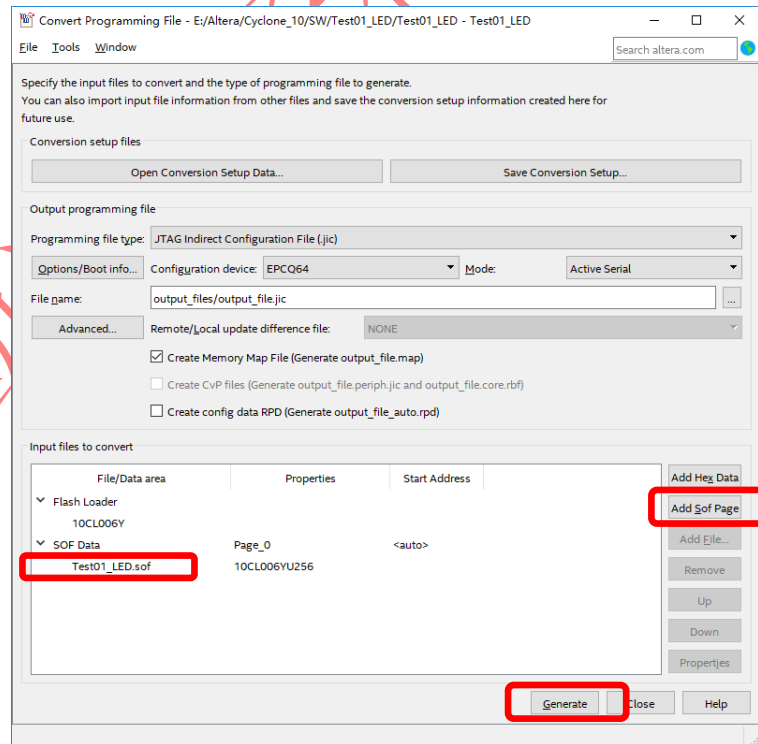 Convert Programming File - E:/Altera/Cyclone_10/SW/Test01_LED/Test01_LED - Test01_LED
File Tools Window
Search altera.com
Specify the input files to convert and the type of programming file to generate.
You can also import input file information from other files and save the conversion setup information created here for
future use.
Conversion setup files
Open Conversion Setup Data... Save Conversion Setup...
Output programming file
Programming file type: JTAG Indirect Configuration File (.jic)
Options/Boot info... Configuration device: EPCQ64 Mode: Active Serial
File name: output_files/output_file.jic ...
Advanced... Remote/Local update difference file: NONE
Create Memory Map File (Generate output_file.map)
Create CvP files (Generate output_file.periph.jic and output_file.core.rbf)
Create config data RPD (Generate output_file_auto.rpd)
Input files to convert
File/Data area Properties Start Address
Add Hex Data
Flash Loader
Add Sof Page
10CL006Y
SOF Data Page_0 <auto>
Add File...
Test01_LED.sof 10CL006YU256
Remove
Up
Down
Properties
Generate Close Help